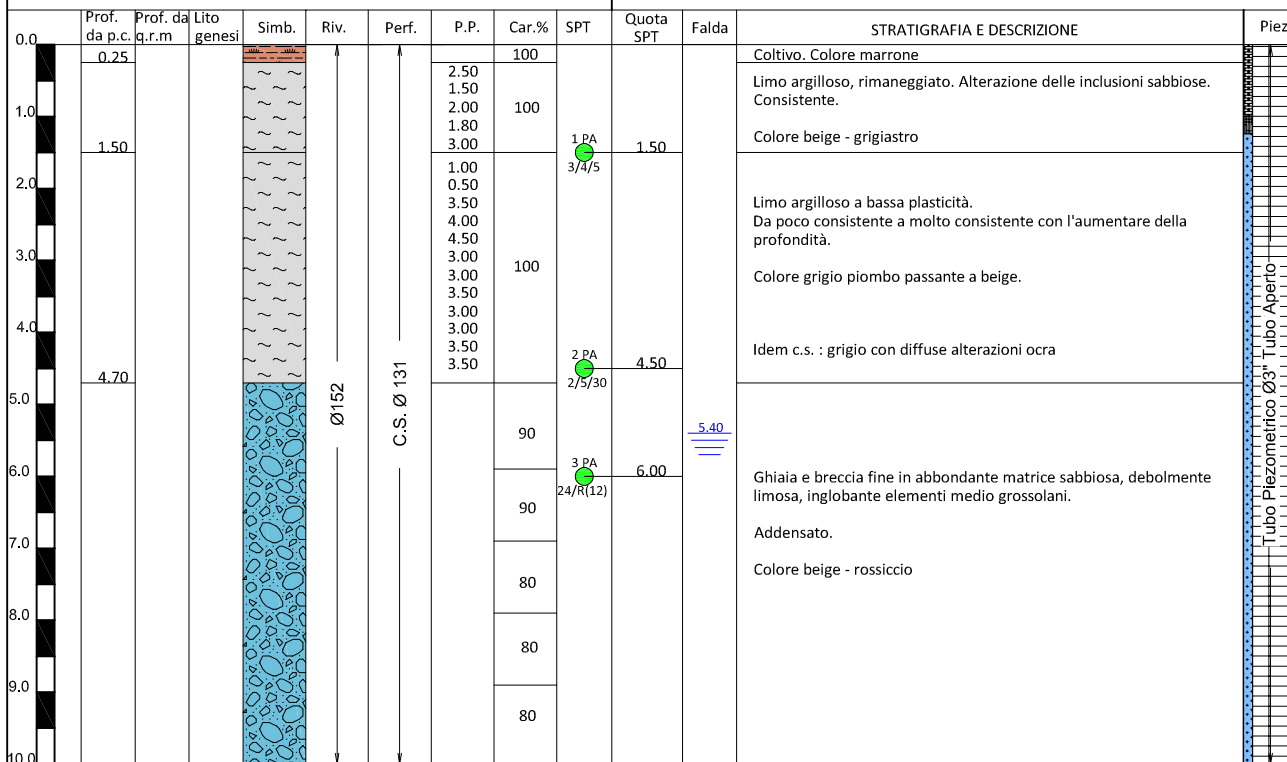 Prof. da p.c.
Prof. da q.r.m
Lito genesi
Simb.
Riv.
Perf.
P.P.
Car.%
SPT
Quota SPT
Falda
STRATIGRAFIA E DESCRIZIONE
Piez
0.0
100
Coltivo. Colore marrone
0.25
2.50
1.50
2.00
1.80
3.00
100
Limo argilloso, rimaneggiato. Alterazione delle inclusioni sabbiose.
Consistente.
Colore beige - grigiastro
1.0
1.50
1 PA
3/4/5
1.50
1.00
0.50
3.50
4.00
4.50
3.00
3.00
3.50
3.00
3.00
3.50
3.50
100
2.0
3.0
4.0
Limo argilloso a bassa plasticità.
Da poco consistente a molto consistente con l'aumentare della
profondità.
Colore grigio piombo passante a beige.
Idem c.s. : grigio con diffuse alterazioni ocra
2 PA
2/5/30
4.50
4.70
Ø152
C.S. Ø 131
Tubo Piezometrico Ø3" Tubo Aperto
5.0
90
5.40
6.0
3 PA
24/R(12)
6.00
90
Ghiaia e breccia fine in abbondante matrice sabbiosa, debolmente
limosa, inglobante elementi medio grossolani.
Addensato.
Colore beige - rossiccio
7.0
80
8.0
80
9.0
80
10.0